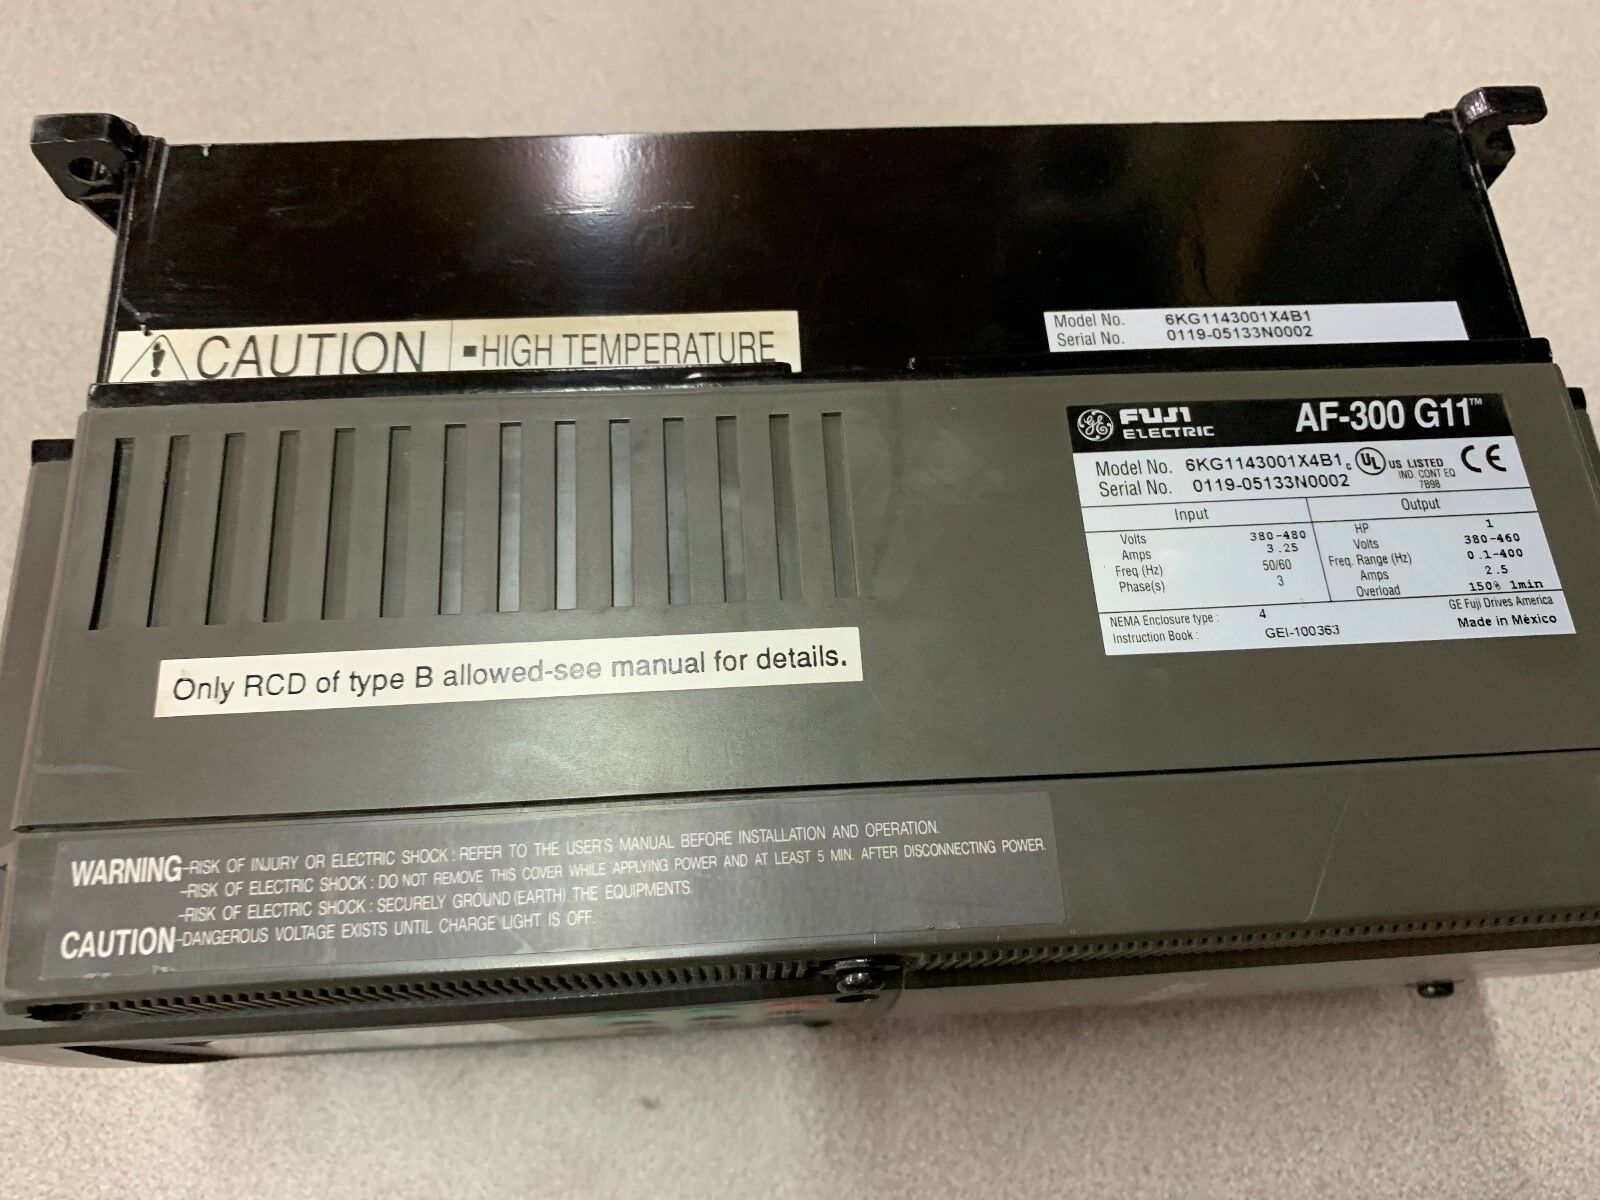 CAUTION ▪HIGH TEMPERATURE
Model No. 6KG1143001X4B1
Serial No. 0119-05133N0002
GE FUJI ELECTRIC AF-300 G11™
Model No. 6KG1143001X4B1
Serial No. 0119-05133N0002
c UL US LISTED
IND. CONT EQ
7B98
CE
Input
Volts 380-480
Amps 3.25
Freq (Hz) 50/60
Phase(s) 3
Output
HP 1
Volts 380-460
Freq. Range (Hz) 0.1-400
Amps 2.5
Overload 150% 1min
NEMA Enclosure type : 4
Instruction Book : GEI-100363
GE Fuji Drives America
Made in México
Only RCD of type B allowed-see manual for details.
WARNING-RISK OF INJURY OR ELECTRIC SHOCK : REFER TO THE USER'S MANUAL BEFORE INSTALLATION AND OPERATION.
-RISK OF ELECTRIC SHOCK : DO NOT REMOVE THIS COVER WHILE APPLYING POWER AND AT LEAST 5 MIN. AFTER DISCONNECTING POWER.
-RISK OF ELECTRIC SHOCK : SECURELY GROUND (EARTH) THE EQUIPMENTS.
CAUTION-DANGEROUS VOLTAGE EXISTS UNTIL CHARGE LIGHT IS OFF.